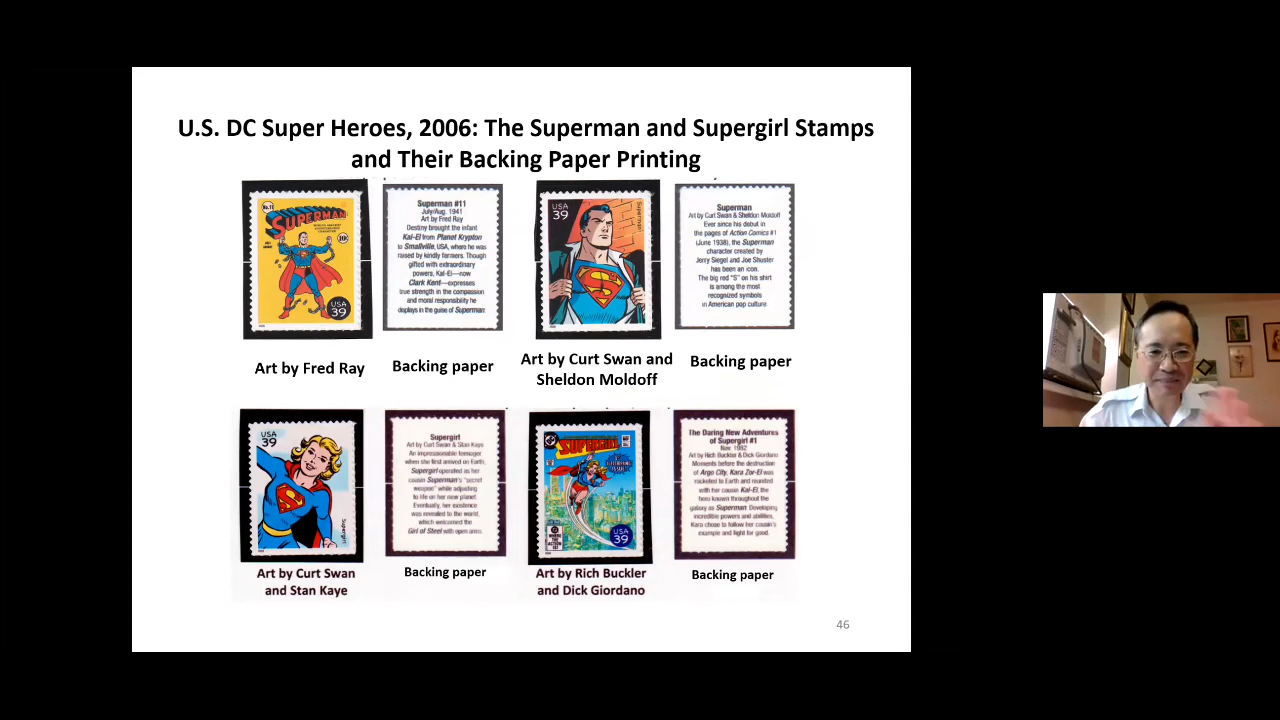 U.S. DC Super Heroes, 2006: The Superman and Supergirl Stamps
and Their Backing Paper Printing
No.11
SUPERMAN
10¢
USA
39
Superman #11
July/Aug. 1941
Art by Fred Ray
Destiny brought the infant
Kal-El from Planet Krypton
to Smallville, USA, where he was
raised by kindly farmers. Though
gifted with extraordinary
powers, Kal-El—now
Clark Kent—expresses
true strength in the compassion
and moral responsibility he
displays in the guise of Superman.
USA
39
Superman
Superman
Art by Curt Swan & Sheldon Moldoff
Ever since his debut in
the pages of Action Comics #1
(June 1938), the Superman
character created by
Jerry Siegel and Joe Shuster
has been an icon.
The big red "S" on his shirt
is among the most
recognized symbols
in American pop culture.
Art by Fred Ray
Backing paper
Art by Curt Swan and
Sheldon Moldoff
Backing paper
USA
39
Supergirl
Supergirl
Art by Curt Swan & Stan Kaye
An impressionable teenager
when she first arrived on Earth,
Supergirl operated as her
cousin Superman's "secret
weapon" while adjusting
to life on her new planet.
Eventually, her existence
was revealed to the world,
which welcomed the
Girl of Steel with open arms.
DC
SUPERGIRL
USA
39
The Daring New Adventures
of Supergirl #1
Nov. 1982
Art by Rich Buckler & Dick Giordano
Moments before the destruction
of Argo City, Kara Zor-El was
rocketed to Earth and reunited
with her cousin Kal-El, the
hero known throughout the
galaxy as Superman. Developing
incredible powers and abilities,
Kara chose to follow her cousin's
example and fight for good.
Art by Curt Swan
and Stan Kaye
Backing paper
Art by Rich Buckler
and Dick Giordano
Backing paper
46